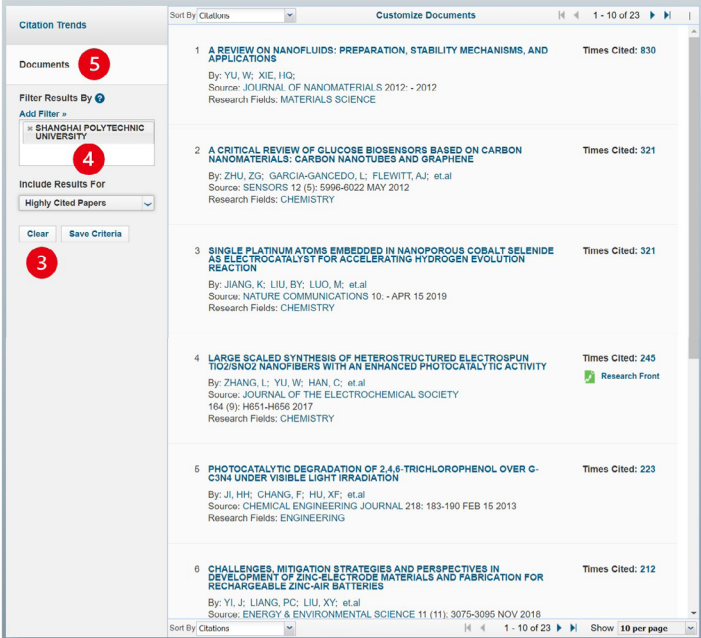 Citation Trends
Documents 5
Filter Results By ?
Add Filter »
× SHANGHAI POLYTECHNIC
UNIVERSITY
4
Include Results For
Highly Cited Papers
Clear Save Criteria
3
Sort By Citations Customize Documents 1 - 10 of 23
1 A REVIEW ON NANOFLUIDS: PREPARATION, STABILITY MECHANISMS, AND Times Cited: 830
APPLICATIONS
By: YU, W; XIE, HQ;
Source: JOURNAL OF NANOMATERIALS 2012: - 2012
Research Fields: MATERIALS SCIENCE
2 A CRITICAL REVIEW OF GLUCOSE BIOSENSORS BASED ON CARBON Times Cited: 321
NANOMATERIALS: CARBON NANOTUBES AND GRAPHENE
By: ZHU, ZG; GARCIA-GANCEDO, L; FLEWITT, AJ; et.al
Source: SENSORS 12 (5): 5996-6022 MAY 2012
Research Fields: CHEMISTRY
3 SINGLE PLATINUM ATOMS EMBEDDED IN NANOPOROUS COBALT SELENIDE Times Cited: 321
AS ELECTROCATALYST FOR ACCELERATING HYDROGEN EVOLUTION
REACTION
By: JIANG, K; LIU, BY; LUO, M; et.al
Source: NATURE COMMUNICATIONS 10: - APR 15 2019
Research Fields: CHEMISTRY
4 LARGE SCALED SYNTHESIS OF HETEROSTRUCTURED ELECTROSPUN Times Cited: 245
TIO2/SNO2 NANOFIBERS WITH AN ENHANCED PHOTOCATALYTIC ACTIVITY
Research Front
By: ZHANG, L; YU, W; HAN, C; et.al
Source: JOURNAL OF THE ELECTROCHEMICAL SOCIETY
164 (9): H651-H656 2017
Research Fields: CHEMISTRY
5 PHOTOCATALYTIC DEGRADATION OF 2,4,6-TRICHLOROPHENOL OVER G- Times Cited: 223
C3N4 UNDER VISIBLE LIGHT IRRADIATION
By: JI, HH; CHANG, F; HU, XF; et.al
Source: CHEMICAL ENGINEERING JOURNAL 218: 183-190 FEB 15 2013
Research Fields: ENGINEERING
6 CHALLENGES, MITIGATION STRATEGIES AND PERSPECTIVES IN Times Cited: 212
DEVELOPMENT OF ZINC-ELECTRODE MATERIALS AND FABRICATION FOR
RECHARGEABLE ZINC-AIR BATTERIES
By: YI, J; LIANG, PC; LIU, XY; et.al
Source: ENERGY & ENVIRONMENTAL SCIENCE 11 (11): 3075-3095 NOV 2018
Sort By Citations 1 - 10 of 23 Show 10 per page